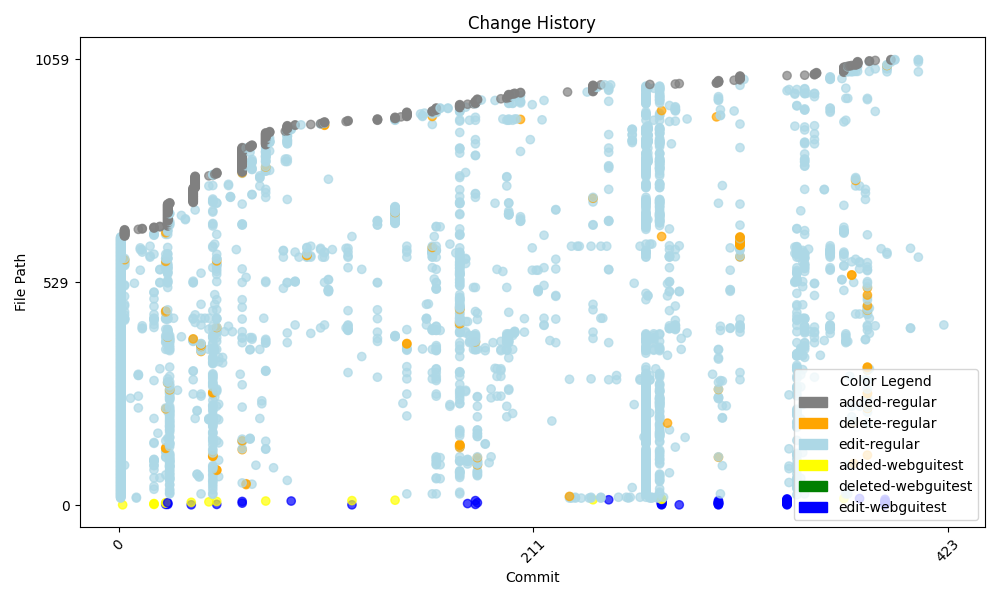 Change History
1059
529
0
File Path
0
211
423
Commit
Color Legend
added-regular
delete-regular
edit-regular
added-webguitest
deleted-webguitest
edit-webguitest